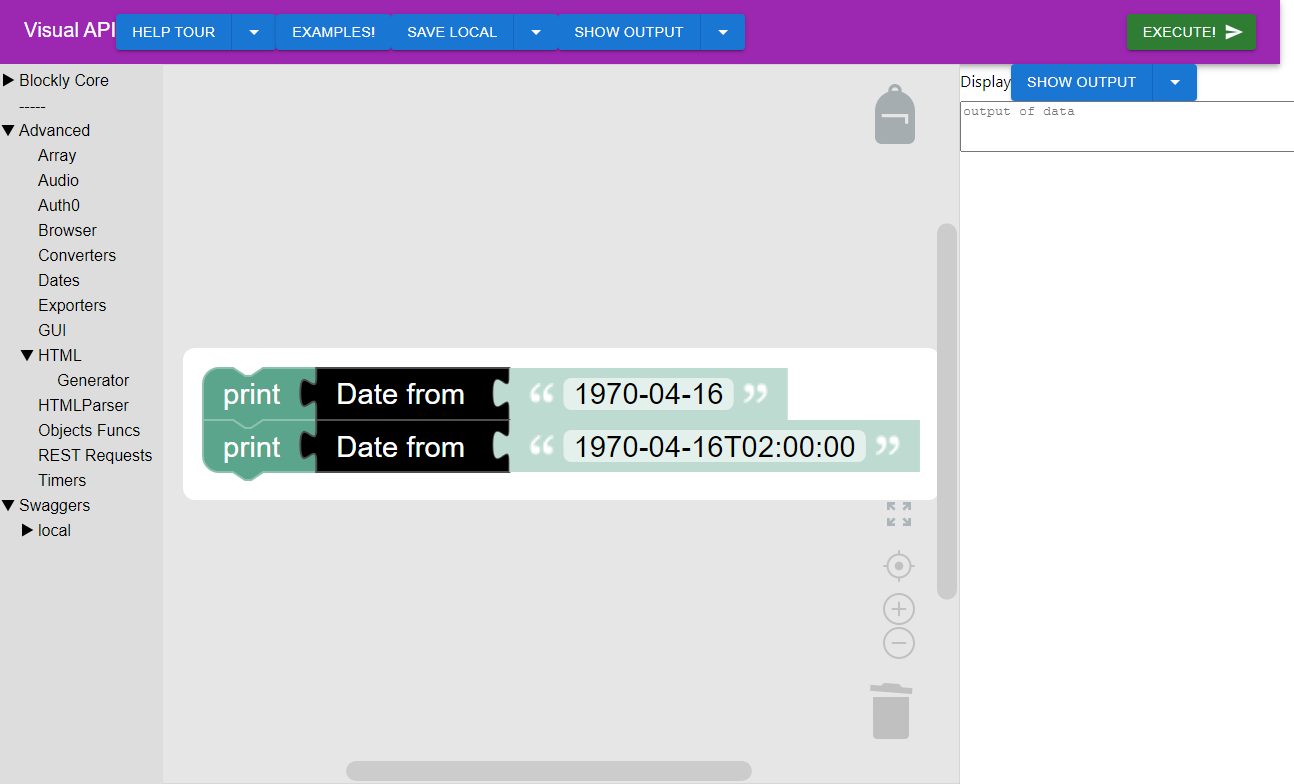 Visual API HELP TOUR EXAMPLES! SAVE LOCAL SHOW OUTPUT EXECUTE!
Blockly Core
-----
Advanced
Array
Audio
Auth0
Browser
Converters
Dates
Exporters
GUI
HTML
Generator
HTMLParser
Objects Funcs
REST Requests
Timers
Swaggers
local
print Date from “ 1970-04-16 ”
print Date from “ 1970-04-16T02:00:00 ”
Display SHOW OUTPUT
output of data